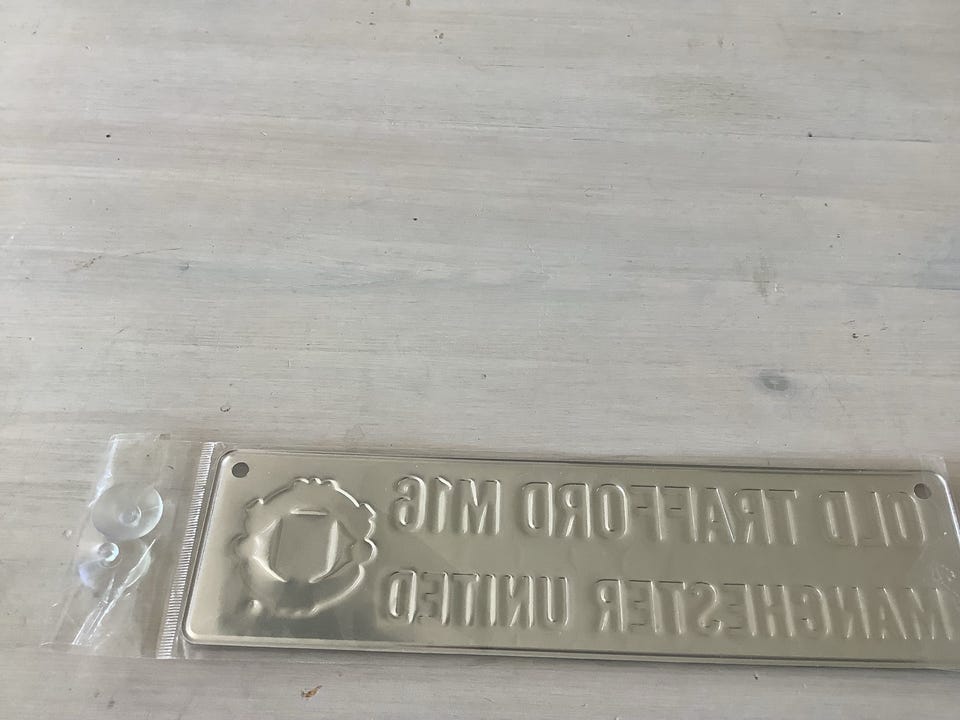 OLD TRAFFORD M16
MANCHESTER UNITED